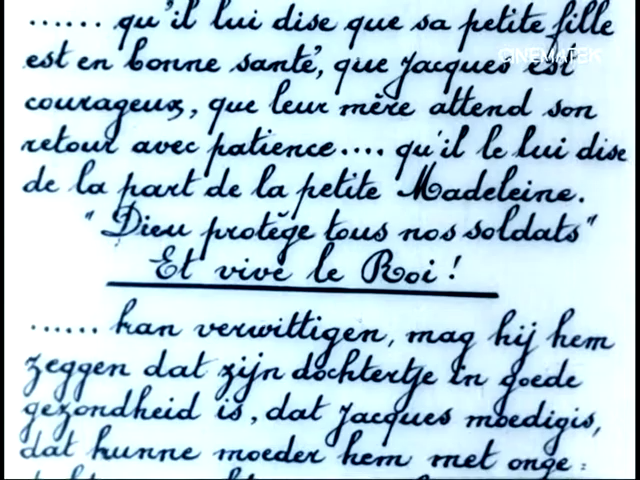 ...... qu'il lui dise que sa petite fille
CINEMATEK
est en bonne santé, que Jacques est
courageux, que leur mère attend son
retour avec patience.... qu'il le lui dise
de la part de la petite Madeleine.
"Dieu protège tous nos soldats"
Et vive le Roi!
...... kan verwittigen, mag hij hem
zeggen dat zijn dochtertje in goede
gezondheid is, dat Jacques moedig is,
dat hunne moeder hem met onge: